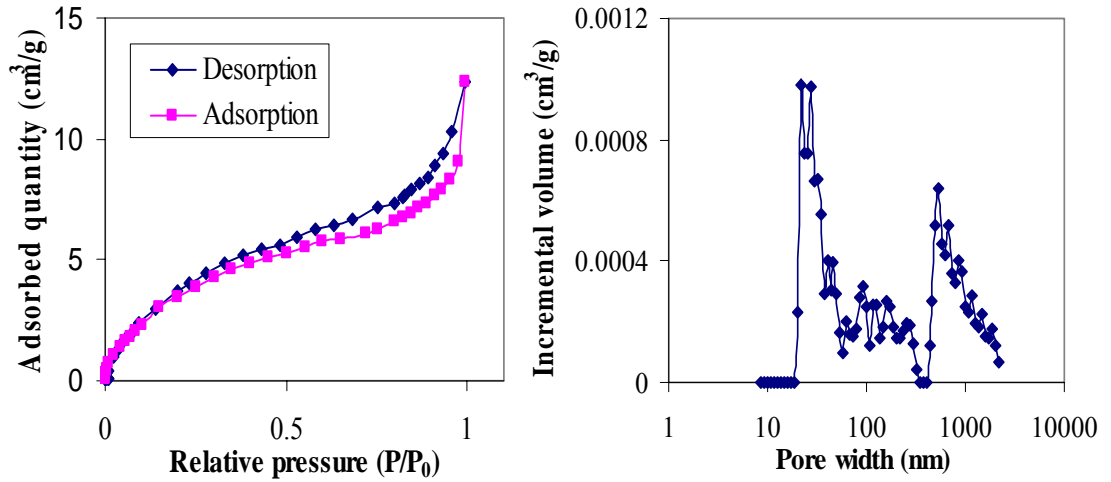 15
10
5
0
Adsorbed quantity (cm³/g)
Desorption
Adsorption
0
0.5
1
Relative pressure (P/P₀)
0.0012
0.0008
0.0004
0
Incremental volume (cm³/g)
1
10
100
1000
10000
Pore width (nm)